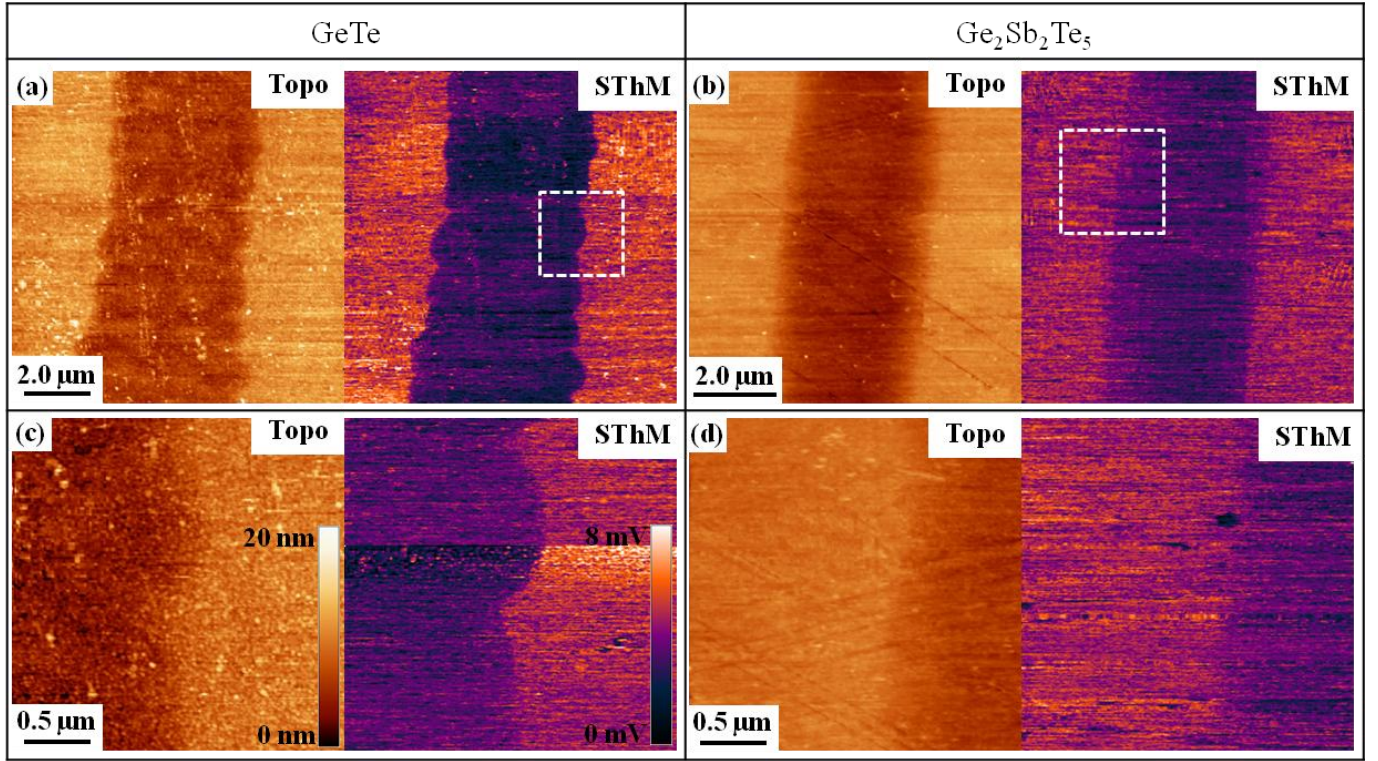 GeTe
Ge₂Sb₂Te₅
(a) Topo SThM
2.0 μm
(b) Topo SThM
2.0 μm
(c) Topo SThM
20 nm
8 mV
0.5 μm
0 nm
0 mV
(d) Topo SThM
0.5 μm